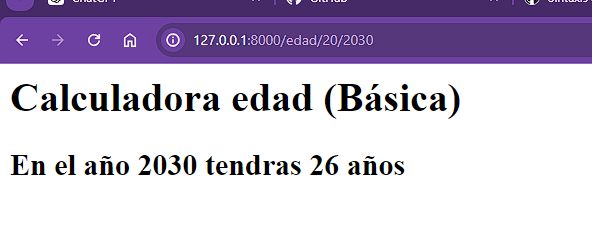 ChatGPT
GitHub
127.0.0.1:8000/edad/20/2030
Calculadora edad (Básica)
En el año 2030 tendras 26 años